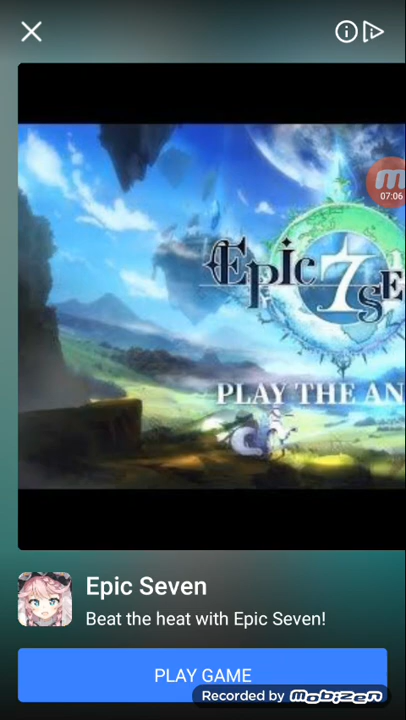 07:06
Epic 7 Se
PLAY THE AN
Epic Seven
Beat the heat with Epic Seven!
PLAY GAME
Recorded by Mobizen